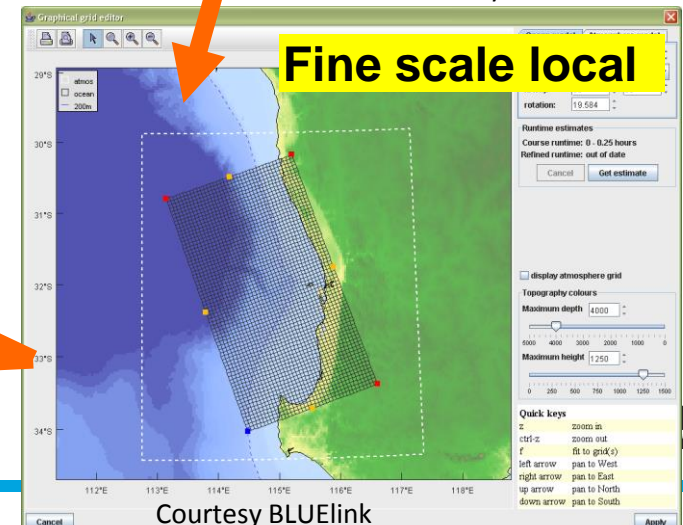 Graphical grid editor
Fine scale local
29°S
atmos
ocean
200m
30°S
31°S
32°S
33°S
34°S
112°E 113°E 114°E 115°E 116°E 117°E 118°E
rotation: 19.584
Runtime estimates
Course runtime: 0 - 0.25 hours
Refined runtime: out of date
Cancel Get estimate
display atmosphere grid
Topography colours
Maximum depth 4000
5000 4000 3000 2000 1000 0
Maximum height 1250
0 250 500 750 1000 1250 1500
Quick keys
z zoom in
ctrl-z zoom out
f fit to grid(s)
left arrow pan to West
right arrow pan to East
up arrow pan to North
down arrow pan to South
Cancel Apply
Courtesy BLUElink